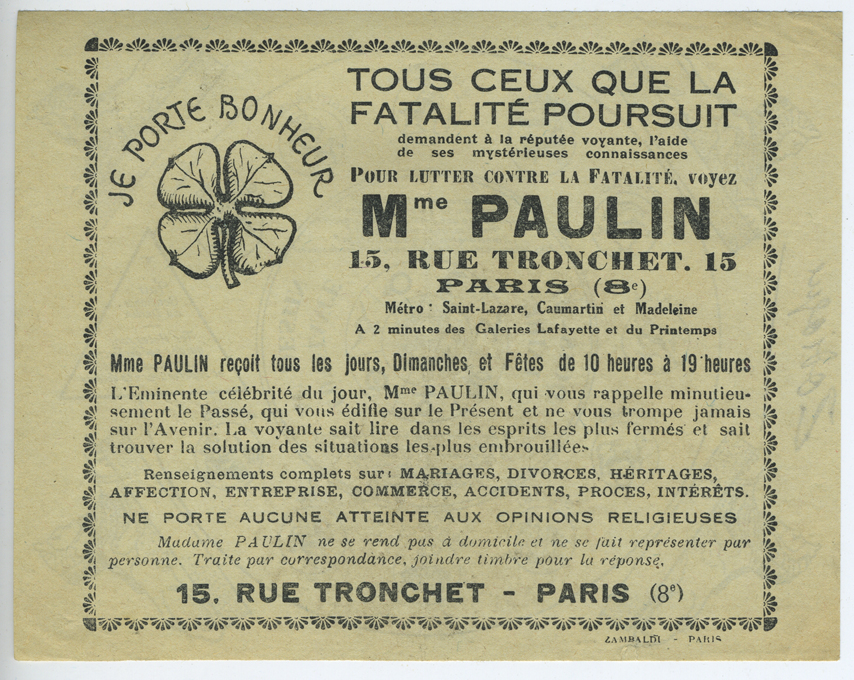 JE PORTE BONHEUR
TOUS CEUX QUE LA
FATALITÉ POURSUIT
demandent à la réputée voyante, l'aide
de ses mystérieuses connaissances
POUR LUTTER CONTRE LA FATALITÉ, voyez
Mme PAULIN
15, RUE TRONCHET. 15
PARIS (8e)
Métro : Saint-Lazare, Caumartin et Madeleine
A 2 minutes des Galeries Lafayette et du Printemps
Mme PAULIN reçoit tous les jours, Dimanches et Fêtes de 10 heures à 19 heures
L'Eminente célébrité du jour, Mme PAULIN, qui vous rappelle minutieu-
sement le Passé, qui vous édifie sur le Présent et ne vous trompe jamais
sur l'Avenir. La voyante sait lire dans les esprits les plus fermés et sait
trouver la solution des situations les plus embrouillées
Renseignements complets sur : MARIAGES, DIVORCES, HÉRITAGES,
AFFECTION, ENTREPRISE, COMMERCE, ACCIDENTS, PROCES, INTÉRÊTS.
NE PORTE AUCUNE ATTEINTE AUX OPINIONS RELIGIEUSES
Madame PAULIN ne se rend pas à domicile et ne se fait représenter par
personne. Traite par correspondance, joindre timbre pour la réponse.
15, RUE TRONCHET - PARIS (8e)
ZAMBALDI - PARIS